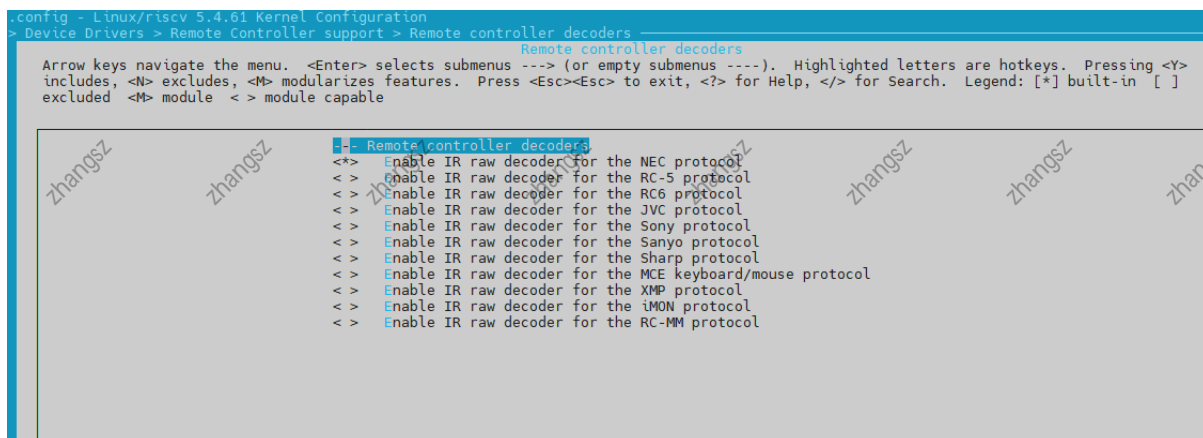 .config - Linux/riscv 5.4.61 Kernel Configuration
> Device Drivers > Remote Controller support > Remote controller decoders
Remote controller decoders
Arrow keys navigate the menu.  <Enter> selects submenus ---> (or empty submenus ----).  Highlighted letters are hotkeys.  Pressing <Y>
includes, <N> excludes, <M> modularizes features.  Press <Esc><Esc> to exit, <?> for Help, </> for Search.  Legend: [*] built-in  [ ]
excluded  <M> module  < > module capable
--- Remote controller decoders
<*>   Enable IR raw decoder for the NEC protocol
< >   Enable IR raw decoder for the RC-5 protocol
< >   Enable IR raw decoder for the RC6 protocol
< >   Enable IR raw decoder for the JVC protocol
< >   Enable IR raw decoder for the Sony protocol
< >   Enable IR raw decoder for the Sanyo protocol
< >   Enable IR raw decoder for the Sharp protocol
< >   Enable IR raw decoder for the MCE keyboard/mouse protocol
< >   Enable IR raw decoder for the XMP protocol
< >   Enable IR raw decoder for the iMON protocol
< >   Enable IR raw decoder for the RC-MM protocol
zhangsz
zhangsz
zhangsz
zhangsz
zhangsz
zhangsz
zhangsz
zhan